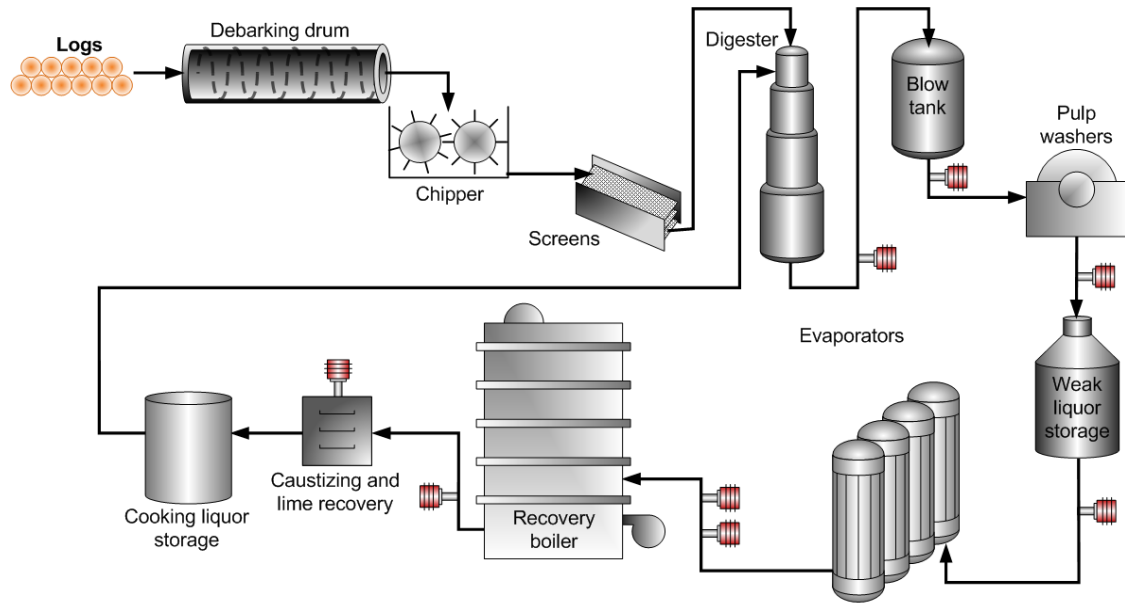 Logs
Debarking drum
Chipper
Screens
Digester
Blow
tank
Pulp
washers
Weak
liquor
storage
Evaporators
Recovery
boiler
Caustizing and
lime recovery
Cooking liquor
storage